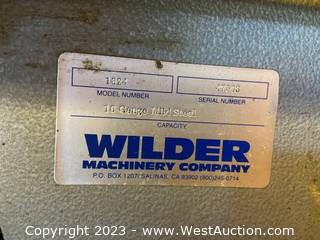 1624
MODEL NUMBER SERIAL NUMBER
16 Gauge Mild Steel
CAPACITY
WILDER
MACHINERY COMPANY
P.O. BOX 1207/ SALINAS, CA 93902 (800)245-0714
Copyright 2023 - WestAuction.com